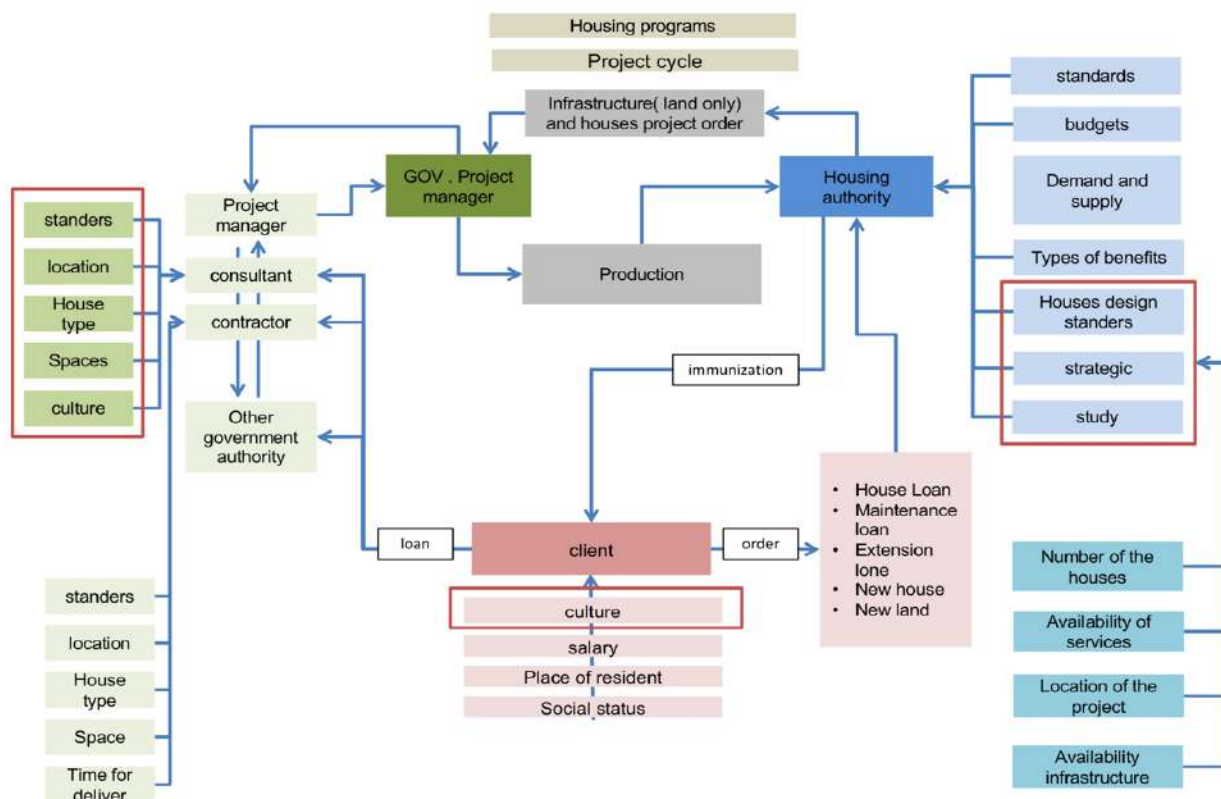 Housing programs
Project cycle
Infrastructure( land only)
and houses project order
GOV . Project
manager
Housing
authority
Production
Project
manager
consultant
contractor
Other
government
authority
standers
location
House
type
Spaces
culture
standards
budgets
Demand and
supply
Types of benefits
Houses design
standers
strategic
study
immunization
loan
client
order
• House Loan
• Maintenance
loan
• Extension
lone
• New house
• New land
culture
salary
Place of resident
Social status
standers
location
House
type
Space
Time for
deliver
Number of the
houses
Availability of
services
Location of the
project
Availability
infrastructure